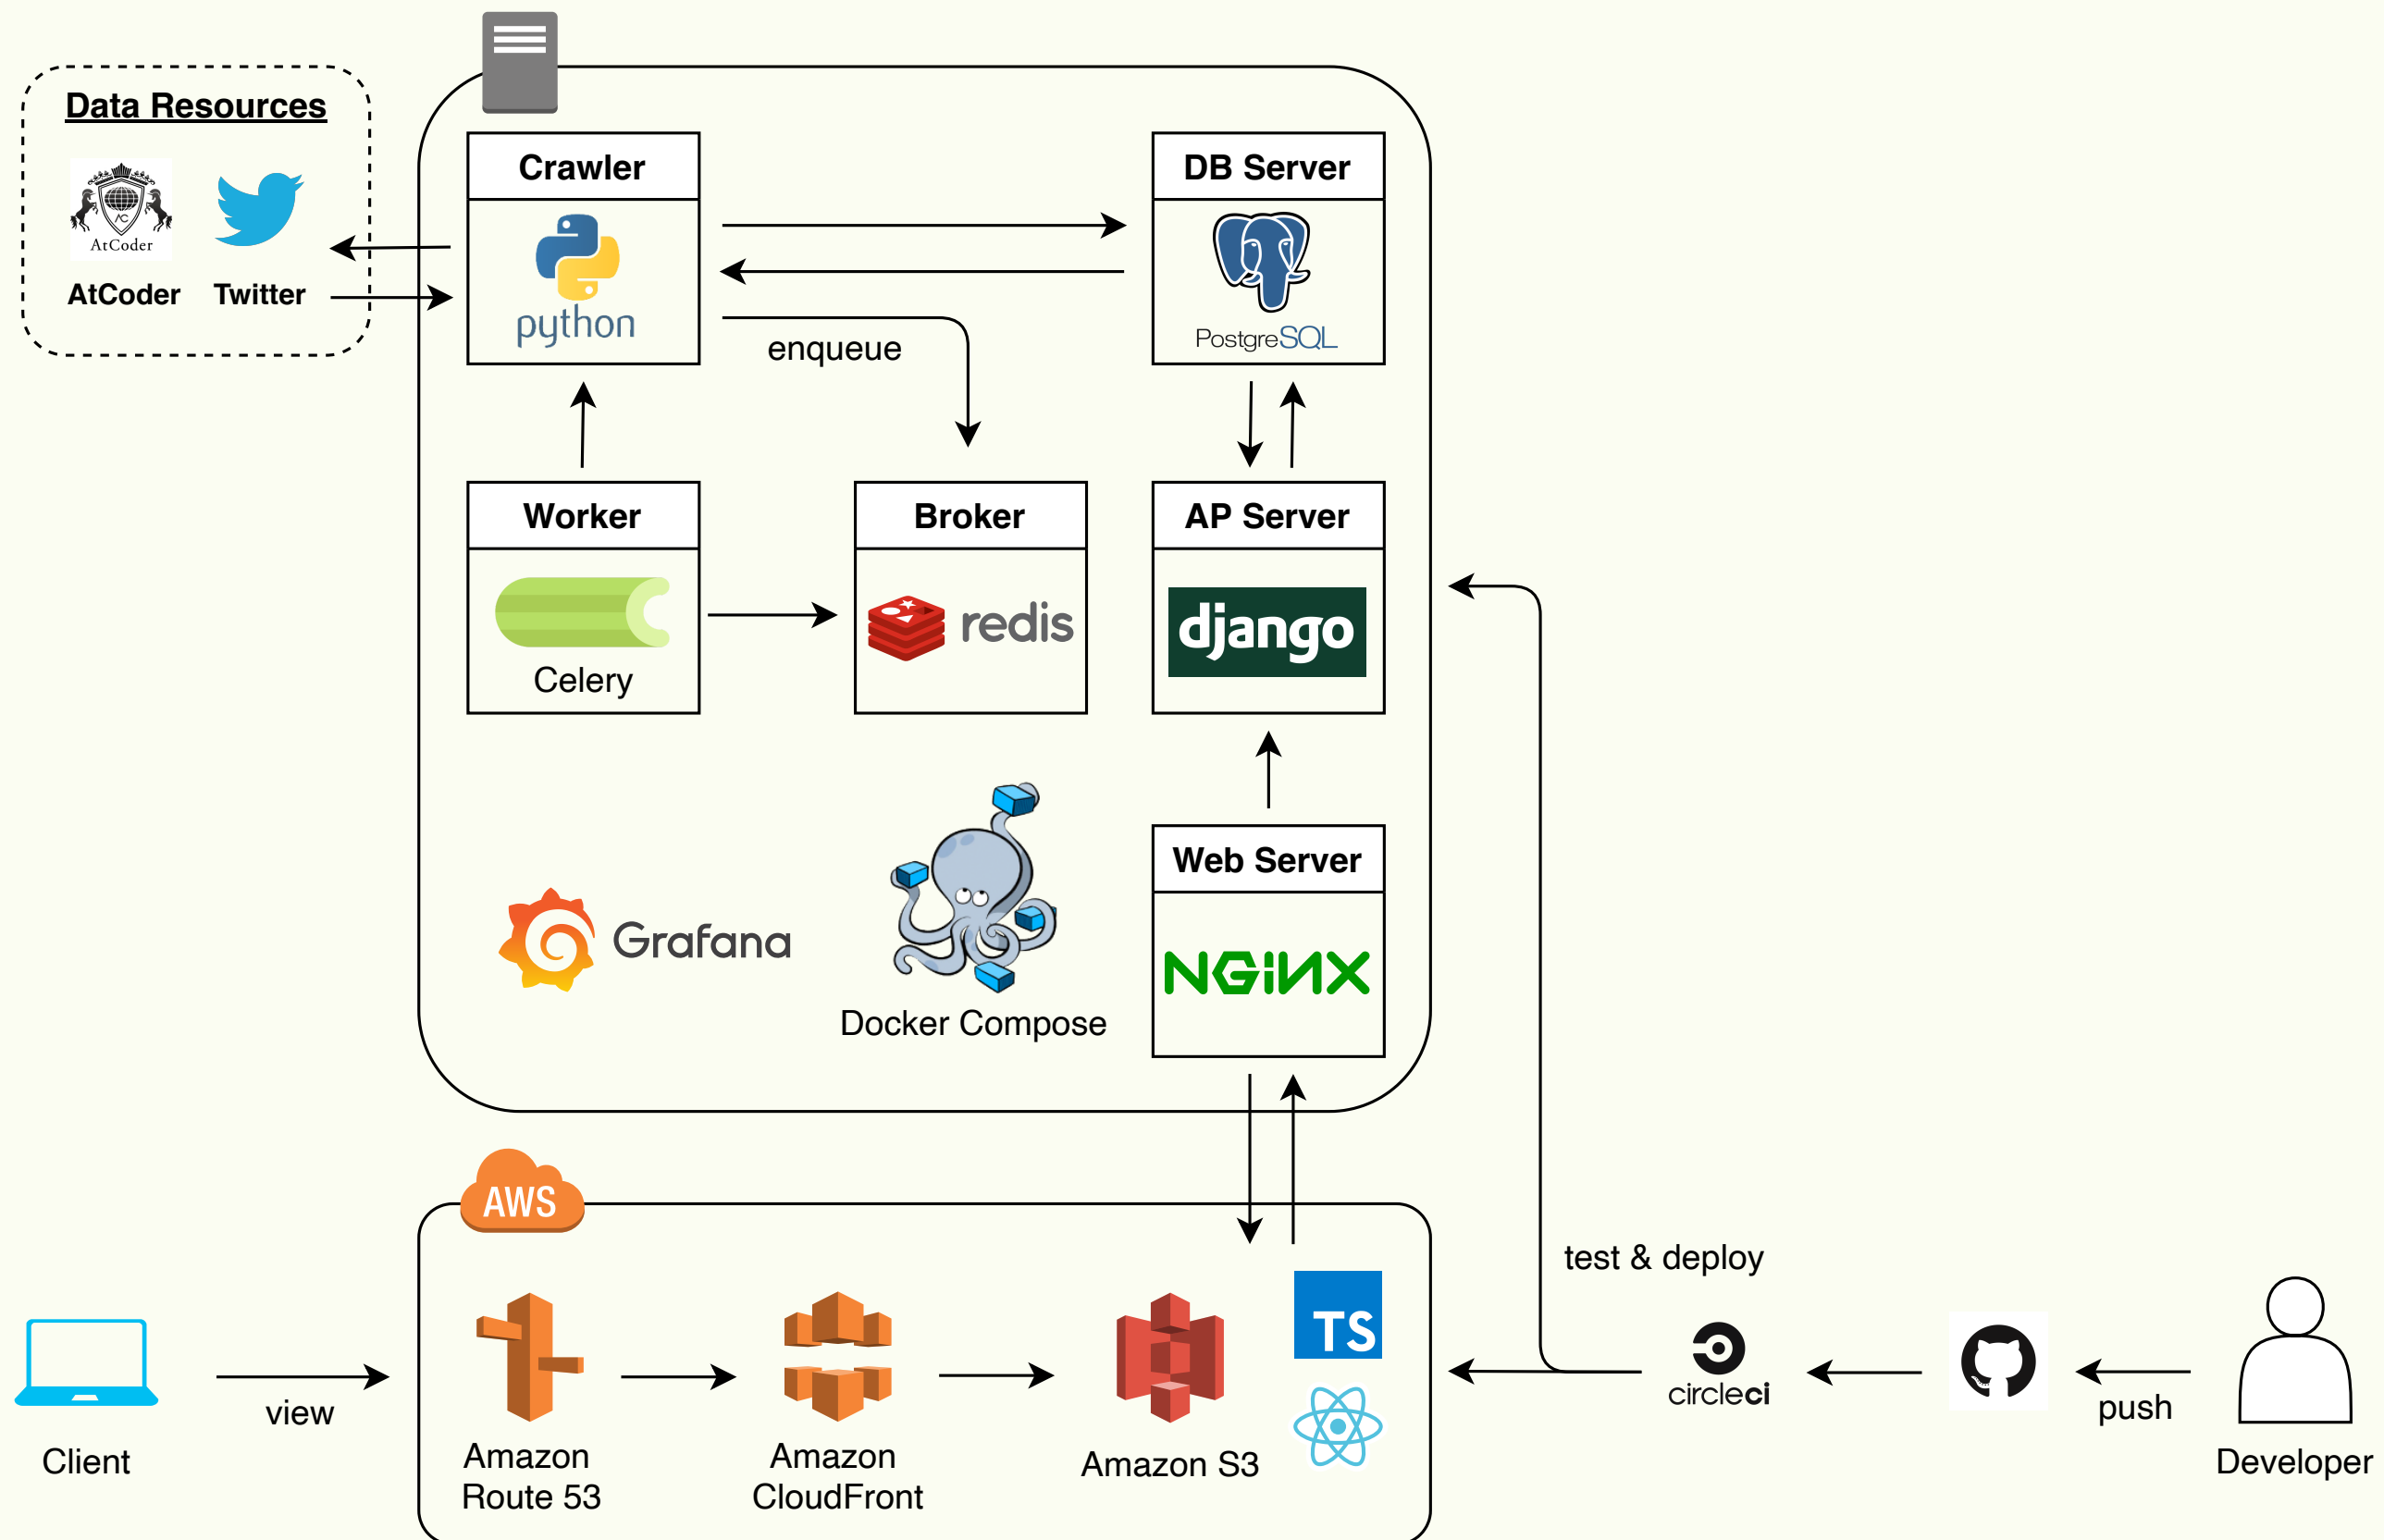 Data Resources
AC
AtCoder
AtCoder
Twitter
Crawler
python
DB Server
PostgreSQL
enqueue
Worker
Celery
Broker
redis
AP Server
django
Grafana
Docker Compose
Web Server
NGiNX
AWS
test & deploy
TS
view
Client
Amazon
Route 53
Amazon
CloudFront
Amazon S3
circleci
push
Developer